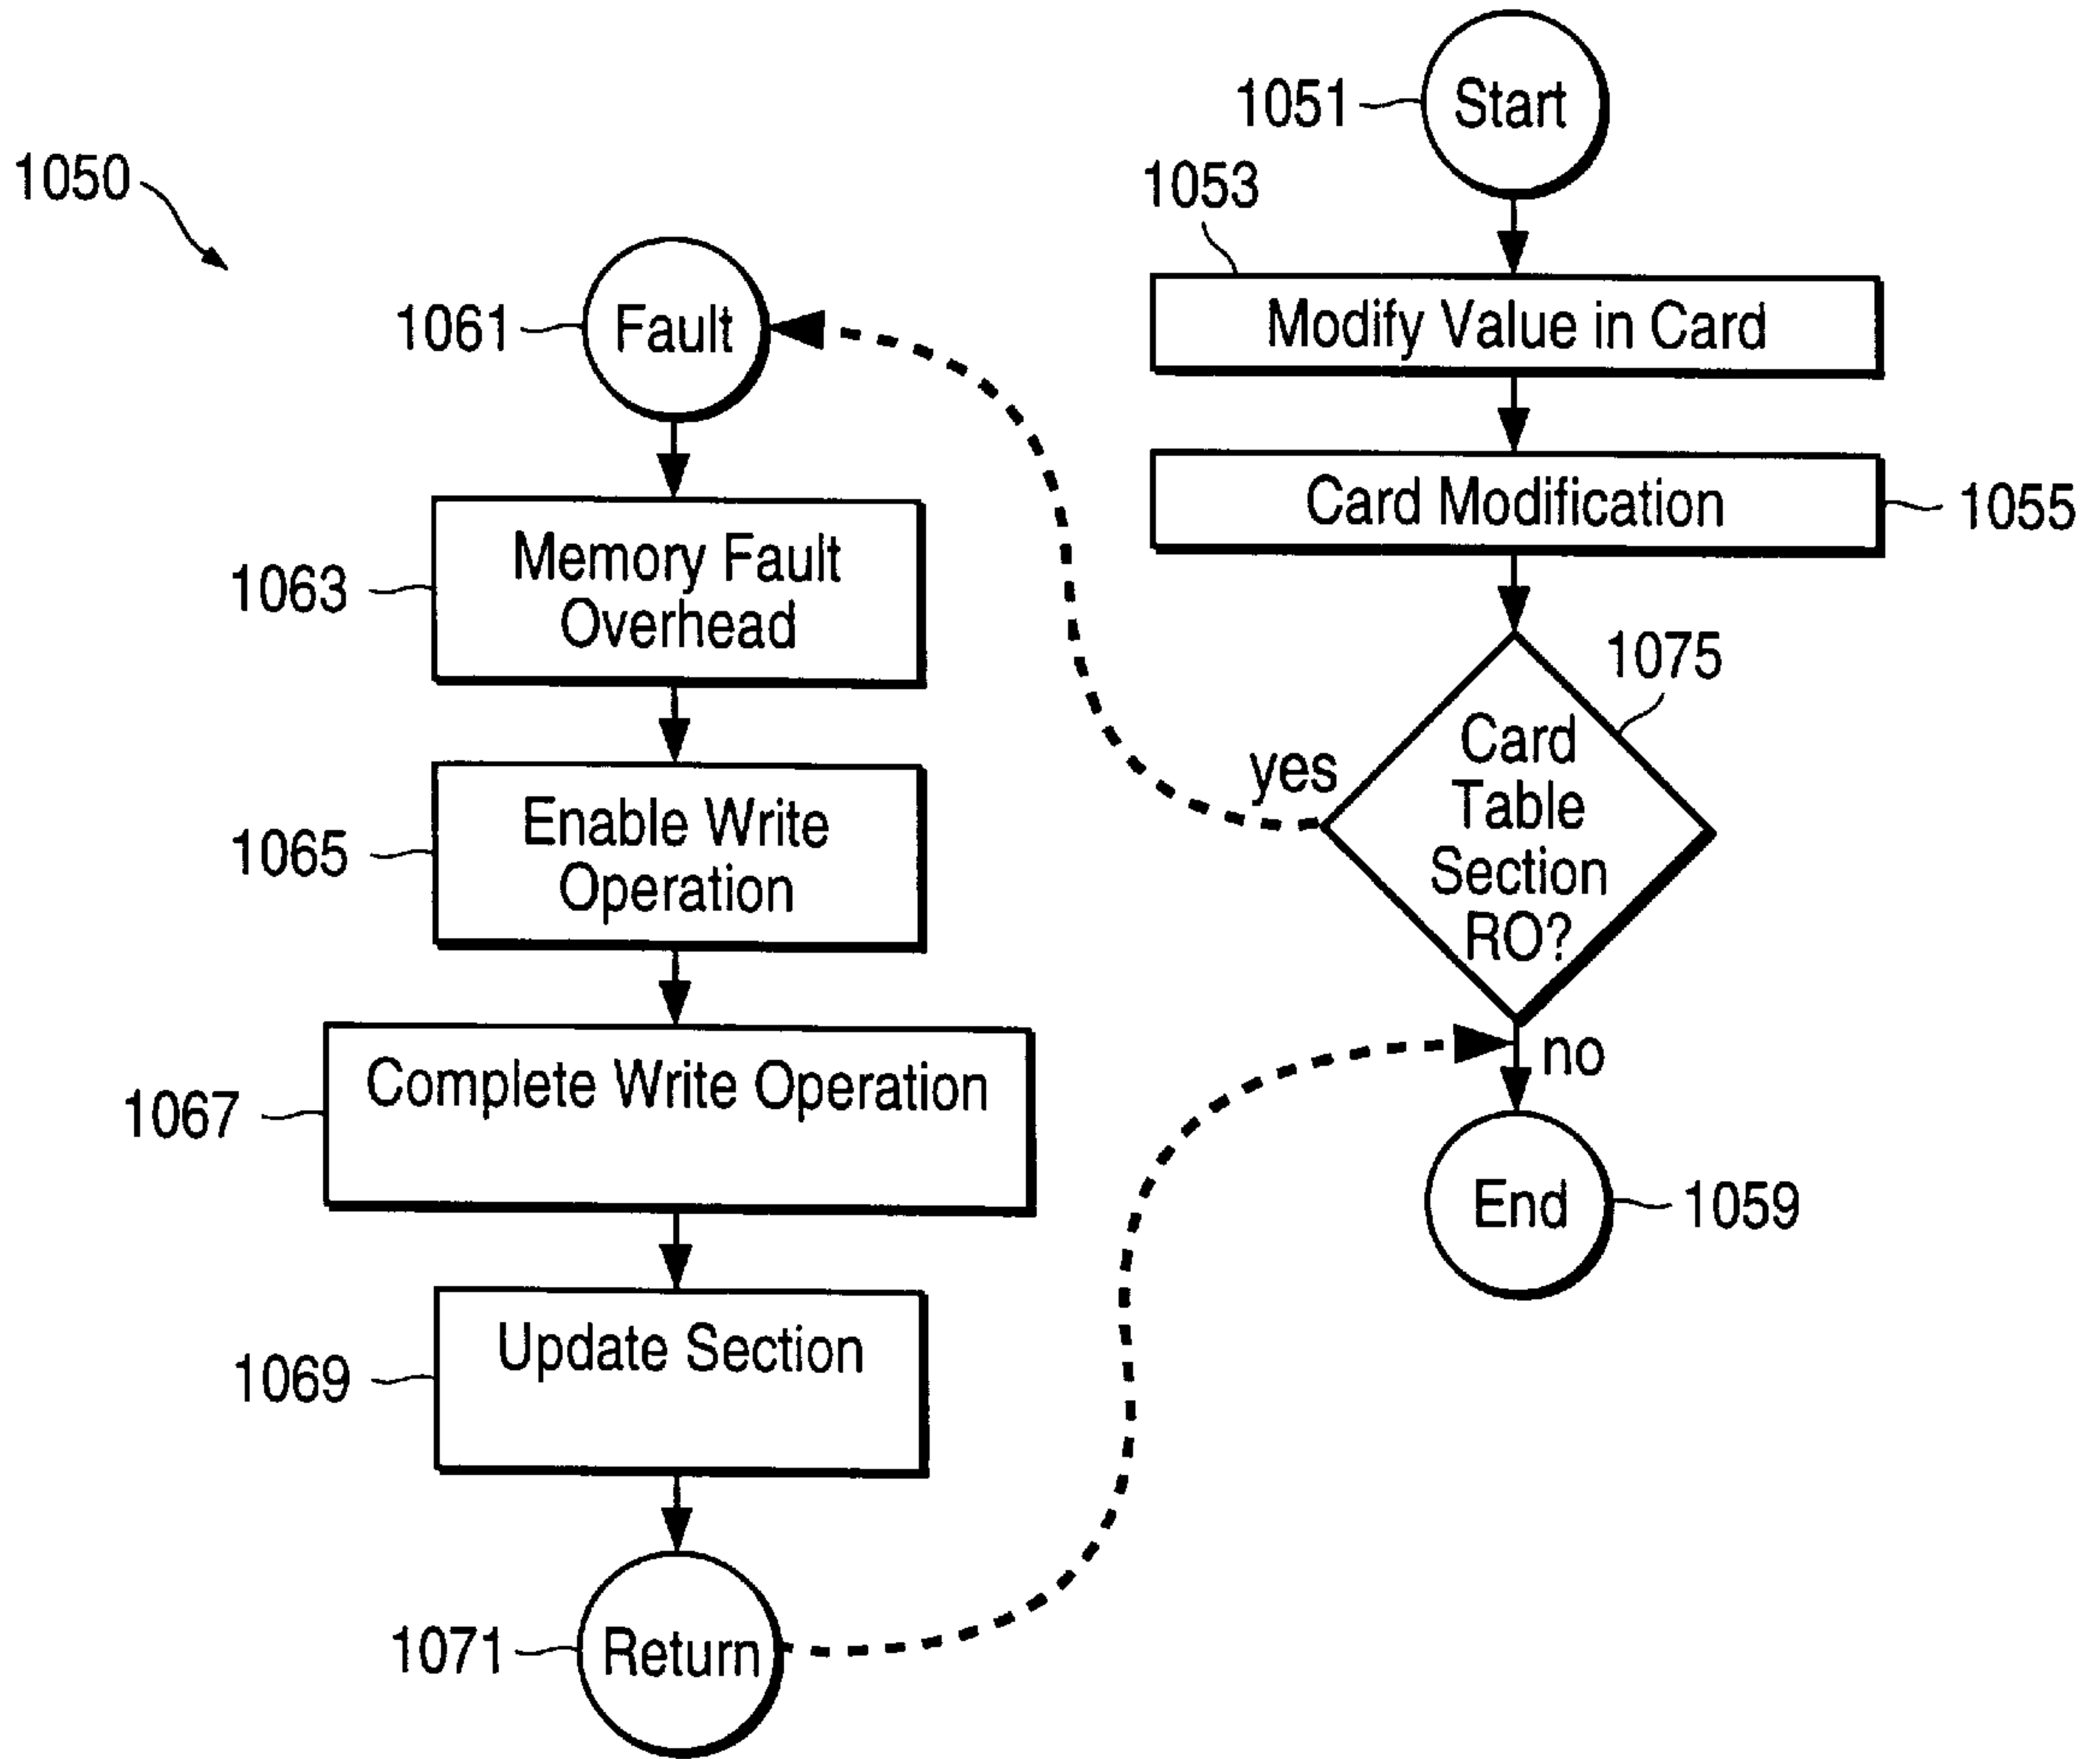 1050
1061
Fault
1063
Memory Fault
Overhead
1065
Enable Write
Operation
1067
Complete Write Operation
1069
Update Section
1071
Return
1051
Start
1053
Modify Value in Card
Card Modification
1055
1075
Card
Table
Section
RO?
yes
no
End
1059